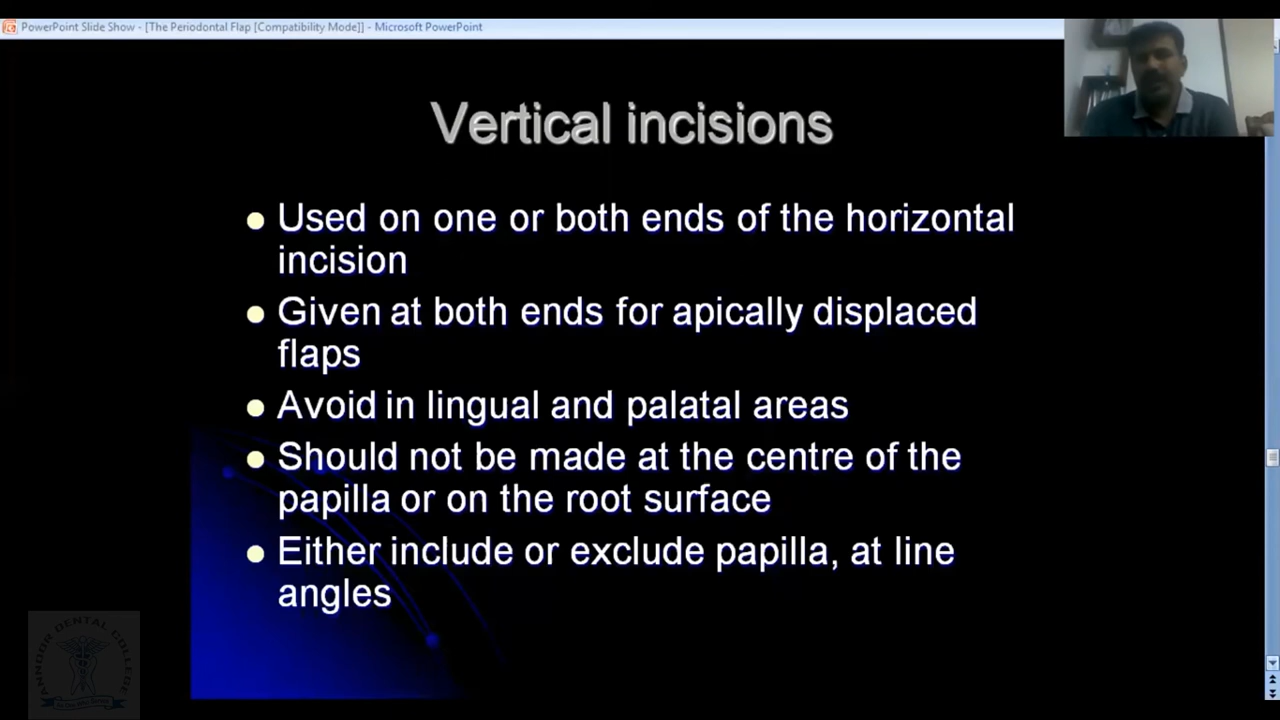 PowerPoint Slide Show - [The Periodontal Flap [Compatibility Mode]] - Microsoft PowerPoint
Vertical incisions
Used on one or both ends of the horizontal
incision
Given at both ends for apically displaced
flaps
Avoid in lingual and palatal areas
Should not be made at the centre of the
papilla or on the root surface
Either include or exclude papilla, at line
angles
ANNOOR DENTAL COLLEGE